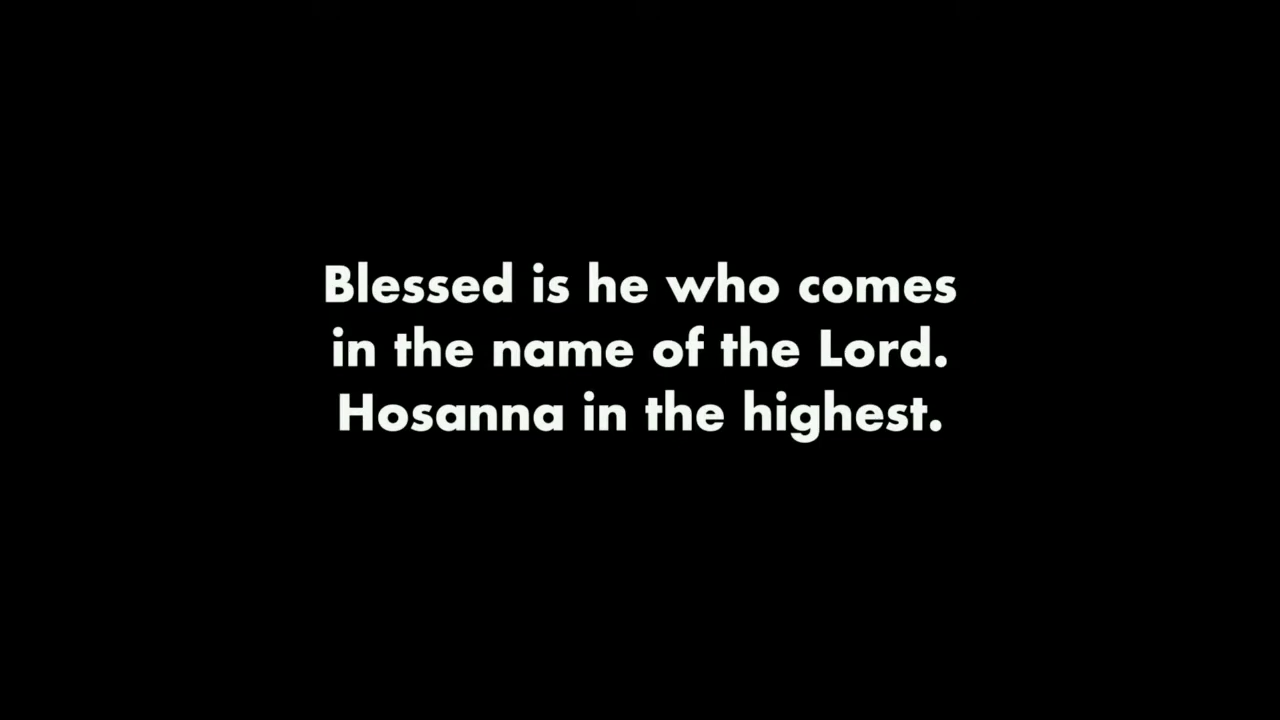 Blessed is he who comes
in the name of the Lord.
Hosanna in the highest.